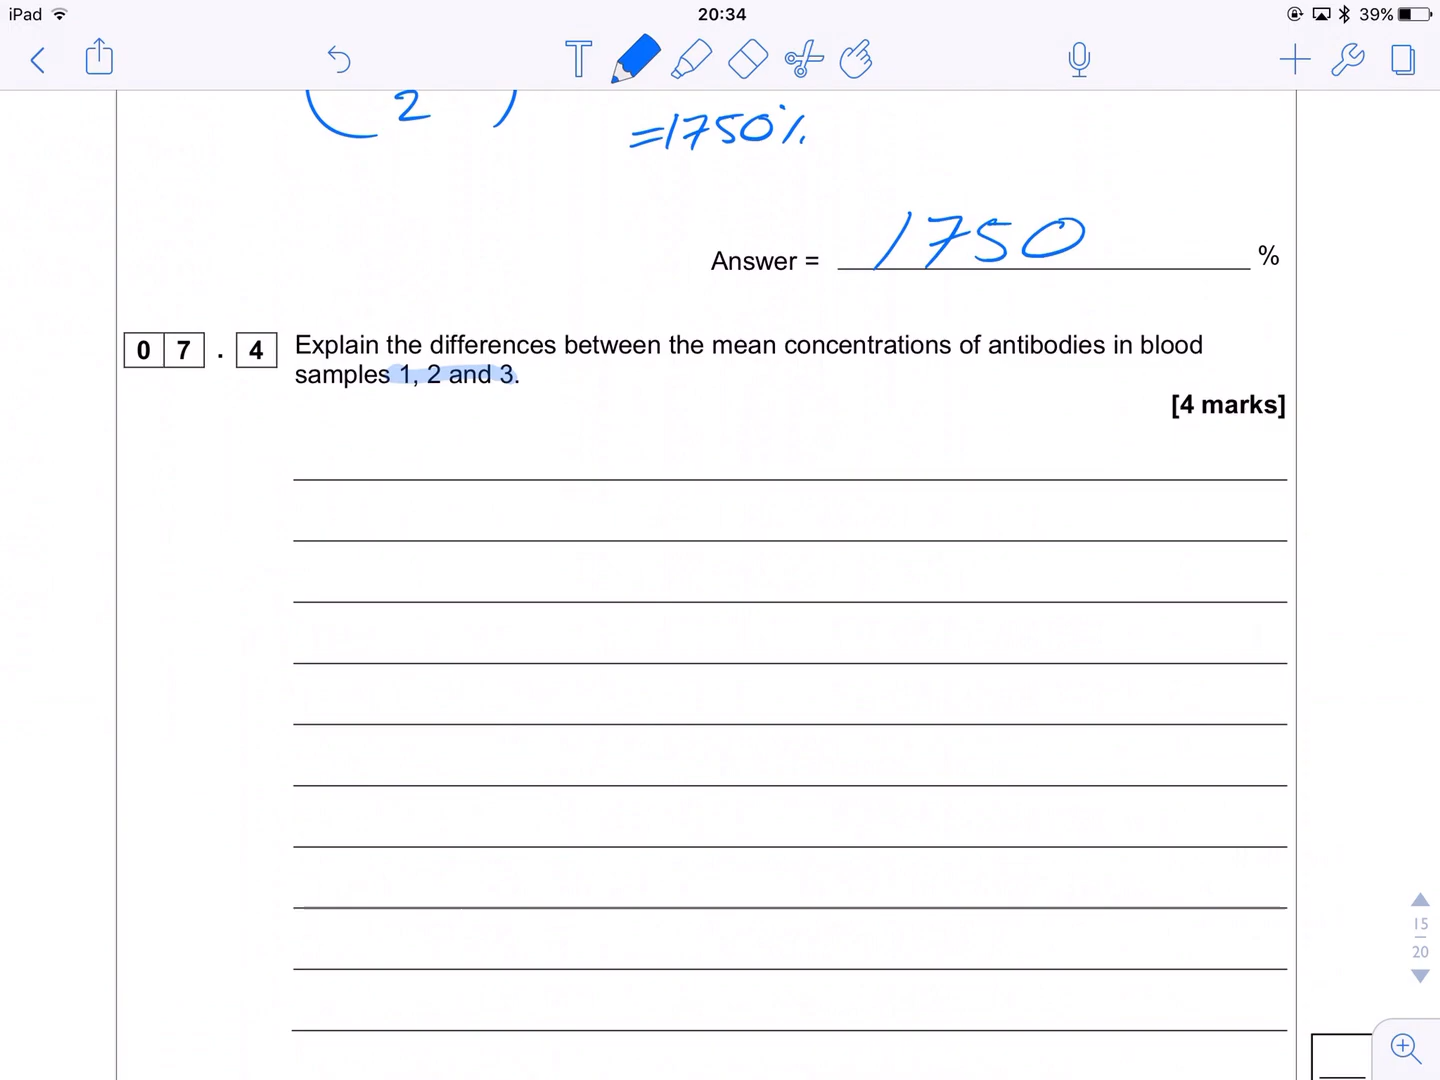 iPad 20:34 39%
T
2
=1750%
1750
Answer = %
0 7 . 4 Explain the differences between the mean concentrations of antibodies in blood
samples 1, 2 and 3.
[4 marks]
15
20